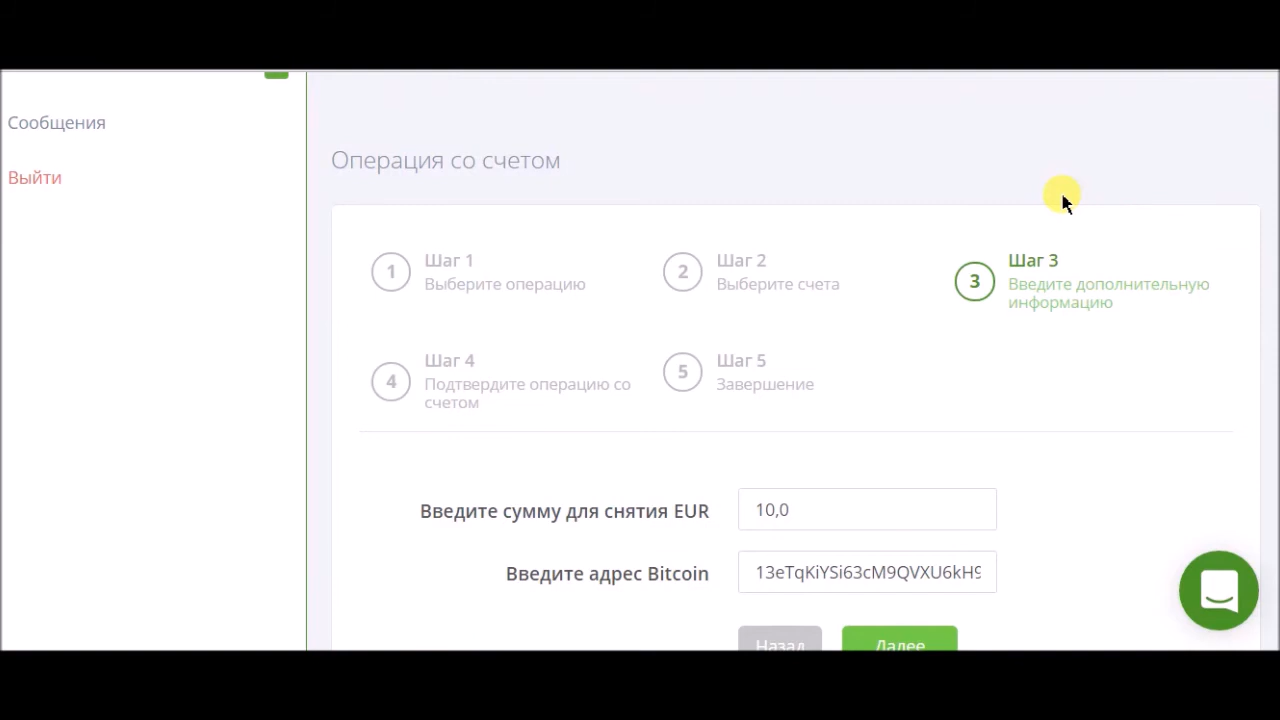 Сообщения
Выйти
Операция со счетом
1
Шаг 1
Выберите операцию
2
Шаг 2
Выберите счета
3
Шаг 3
Введите дополнительную
информацию
4
Шаг 4
Подтвердите операцию со
счетом
5
Шаг 5
Завершение
Введите сумму для снятия EUR
10,0
Введите адрес Bitcoin
13eTqKiYSi63cM9QVXU6kH9
Назад
Далее